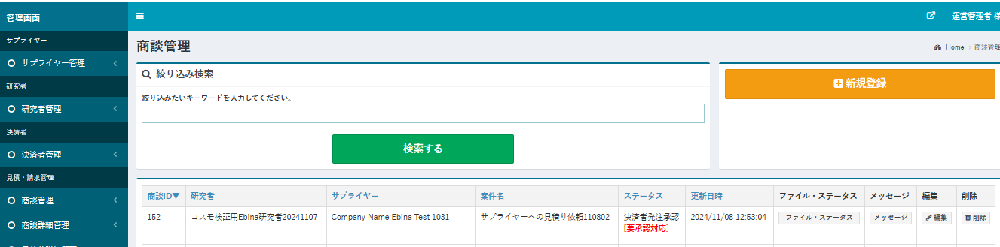 管理画面
運営管理者 様
サプライヤー
サプライヤー管理
研究者
研究者管理
決済者
決済者管理
見積・請求管理
商談管理
商談詳細管理
商談管理
Home > 商談管理
絞り込み検索
絞り込みたいキーワードを入力してください。
検索する
新規登録
商談ID▼ 研究者 サプライヤー 案件名 ステータス 更新日時 ファイル・ステータス メッセージ 編集 削除
152 コスモ検証用Ebina研究者20241107 Company Name Ebina Test 1031 サプライヤーへの見積り依頼110802 決済者発注承認 2024/11/08 12:53:04 ファイル・ステータス メッセージ 編集 削除
[要承認対応]